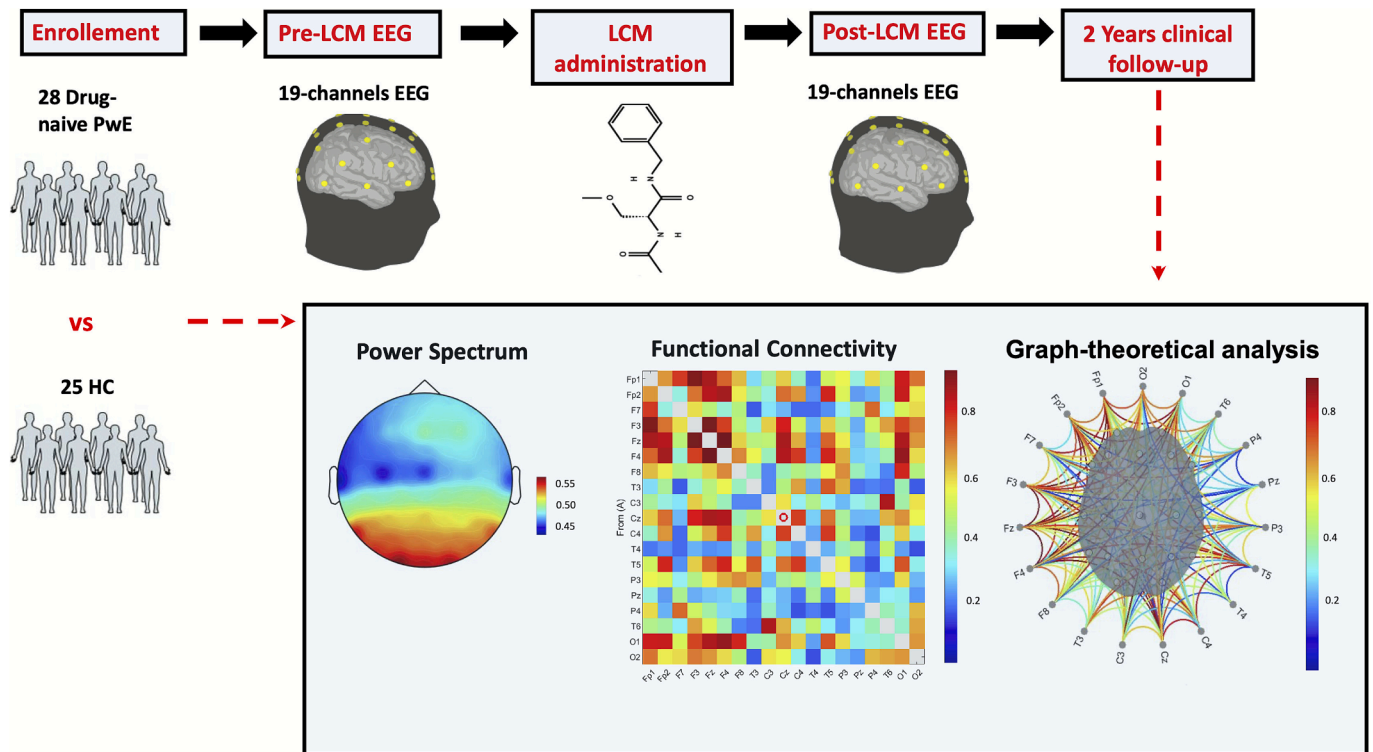 Enrollement
Pre-LCM EEG
LCM
administration
Post-LCM EEG
2 Years clinical
follow-up
28 Drug-
naive PwE
19-channels EEG
19-channels EEG
N
H
O
O
N
H
O
vs
25 HC
Power Spectrum
0.55
0.50
0.45
Functional Connectivity
From (A)
Fp1
Fp2
F7
F3
Fz
F4
F8
T3
C3
Cz
C4
T4
T5
P3
Pz
P4
T6
O1
O2
Fp1 Fp2 F7 F3 Fz F4 F8 T3 C3 Cz C4 T4 T5 P3 Pz P4 T6 O1 O2
0.8
0.6
0.4
0.2
Graph-theoretical analysis
O2
O1
T6
P4
Pz
P3
T5
T4
C4
Cz
C3
T3
F8
F4
Fz
F3
F7
Fp2
Fp1
0.8
0.6
0.4
0.2